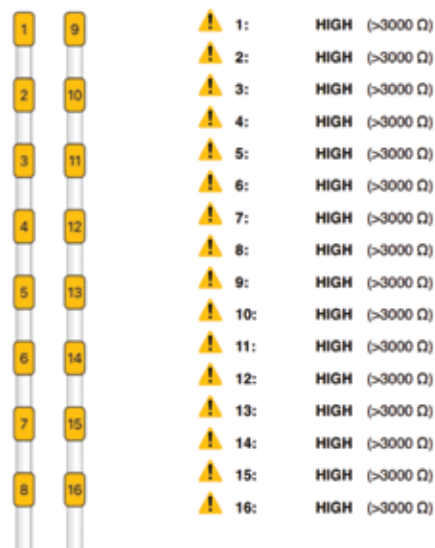 1 9
2 10
3 11
4 12
5 13
6 14
7 15
8 16
1: HIGH (>3000 Ω)
2: HIGH (>3000 Ω)
3: HIGH (>3000 Ω)
4: HIGH (>3000 Ω)
5: HIGH (>3000 Ω)
6: HIGH (>3000 Ω)
7: HIGH (>3000 Ω)
8: HIGH (>3000 Ω)
9: HIGH (>3000 Ω)
10: HIGH (>3000 Ω)
11: HIGH (>3000 Ω)
12: HIGH (>3000 Ω)
13: HIGH (>3000 Ω)
14: HIGH (>3000 Ω)
15: HIGH (>3000 Ω)
16: HIGH (>3000 Ω)